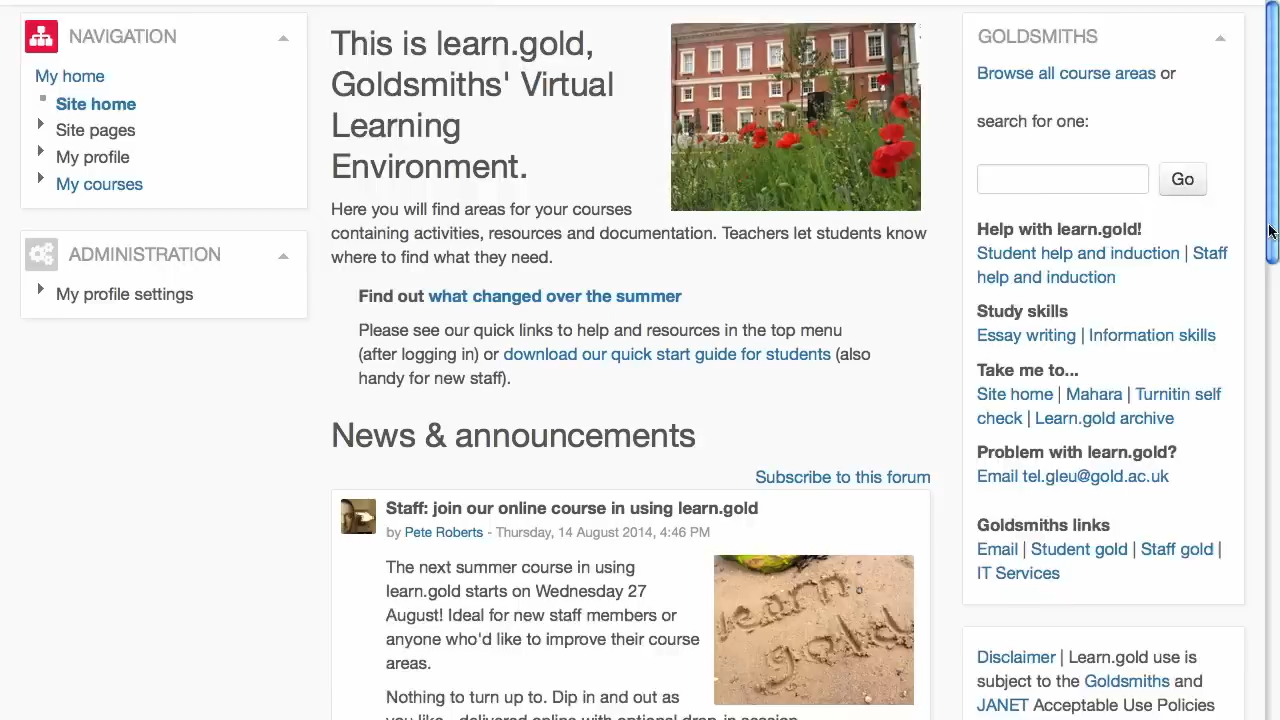 NAVIGATION
My home
Site home
Site pages
My profile
My courses
ADMINISTRATION
My profile settings
This is learn.gold,
Goldsmiths' Virtual
Learning
Environment.
Here you will find areas for your courses
containing activities, resources and documentation. Teachers let students know
where to find what they need.
Find out what changed over the summer
Please see our quick links to help and resources in the top menu
(after logging in) or download our quick start guide for students (also
handy for new staff).
News & announcements
Subscribe to this forum
Staff: join our online course in using learn.gold
by Pete Roberts - Thursday, 14 August 2014, 4:46 PM
The next summer course in using
learn.gold starts on Wednesday 27
August! Ideal for new staff members or
anyone who'd like to improve their course
areas.
Nothing to turn up to. Dip in and out as
you like - delivered online with optional drop-in session
learn.
gold
GOLDSMITHS
Browse all course areas or
search for one:
Go
Help with learn.gold!
Student help and induction | Staff
help and induction
Study skills
Essay writing | Information skills
Take me to...
Site home | Mahara | Turnitin self
check | Learn.gold archive
Problem with learn.gold?
Email tel.gleu@gold.ac.uk
Goldsmiths links
Email | Student gold | Staff gold |
IT Services
Disclaimer | Learn.gold use is
subject to the Goldsmiths and
JANET Acceptable Use Policies